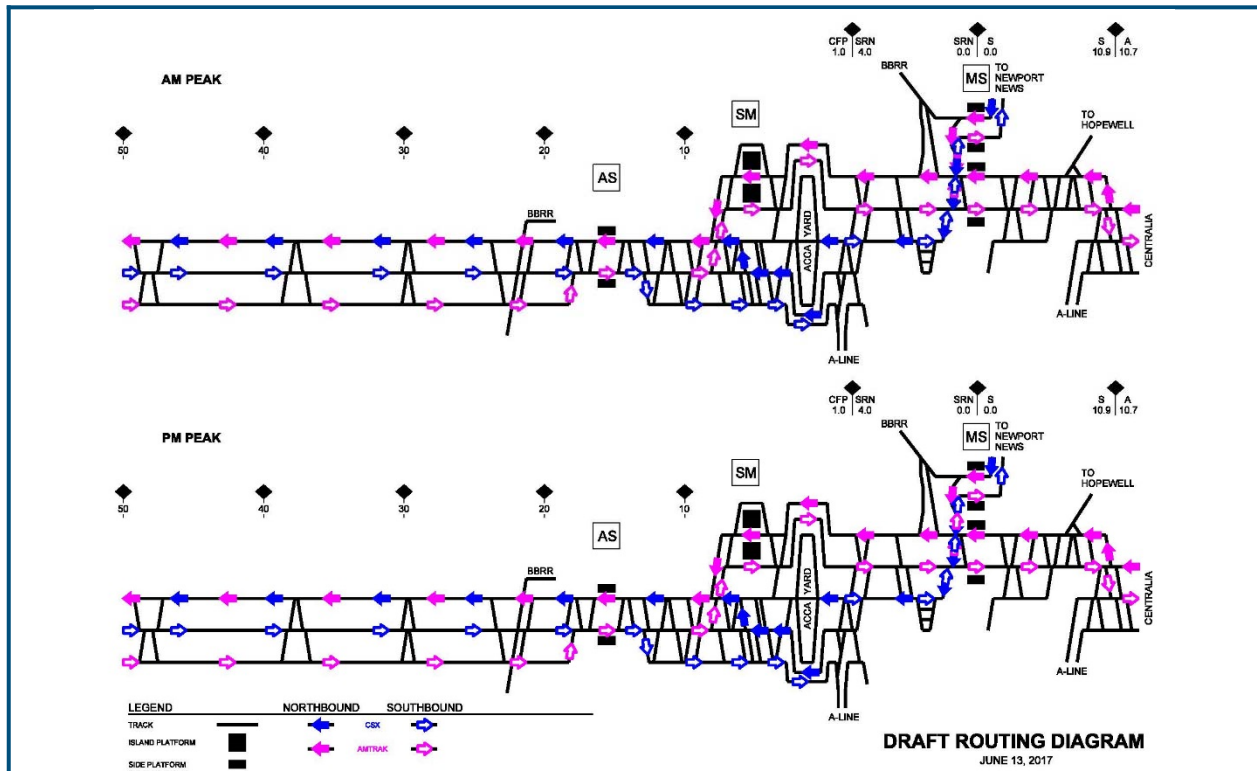 CFP SRN
1.0 4.0
SRN S
0.0 0.0
S A
10.9 10.7
AM PEAK
BBRR
MS
TO
NEWPORT
NEWS
SM
TO
HOPEWELL
50
40
30
20
10
AS
BBRR
ACCA YARD
CENTRALIA
A-LINE
A-LINE
CFP SRN
1.0 4.0
SRN S
0.0 0.0
S A
10.9 10.7
PM PEAK
BBRR
MS
TO
NEWPORT
NEWS
SM
TO
HOPEWELL
50
40
30
20
10
AS
BBRR
ACCA YARD
CENTRALIA
A-LINE
A-LINE
LEGEND NORTHBOUND SOUTHBOUND
TRACK CSX
ISLAND PLATFORM AMTRAK
SIDE PLATFORM
DRAFT ROUTING DIAGRAM
JUNE 13, 2017